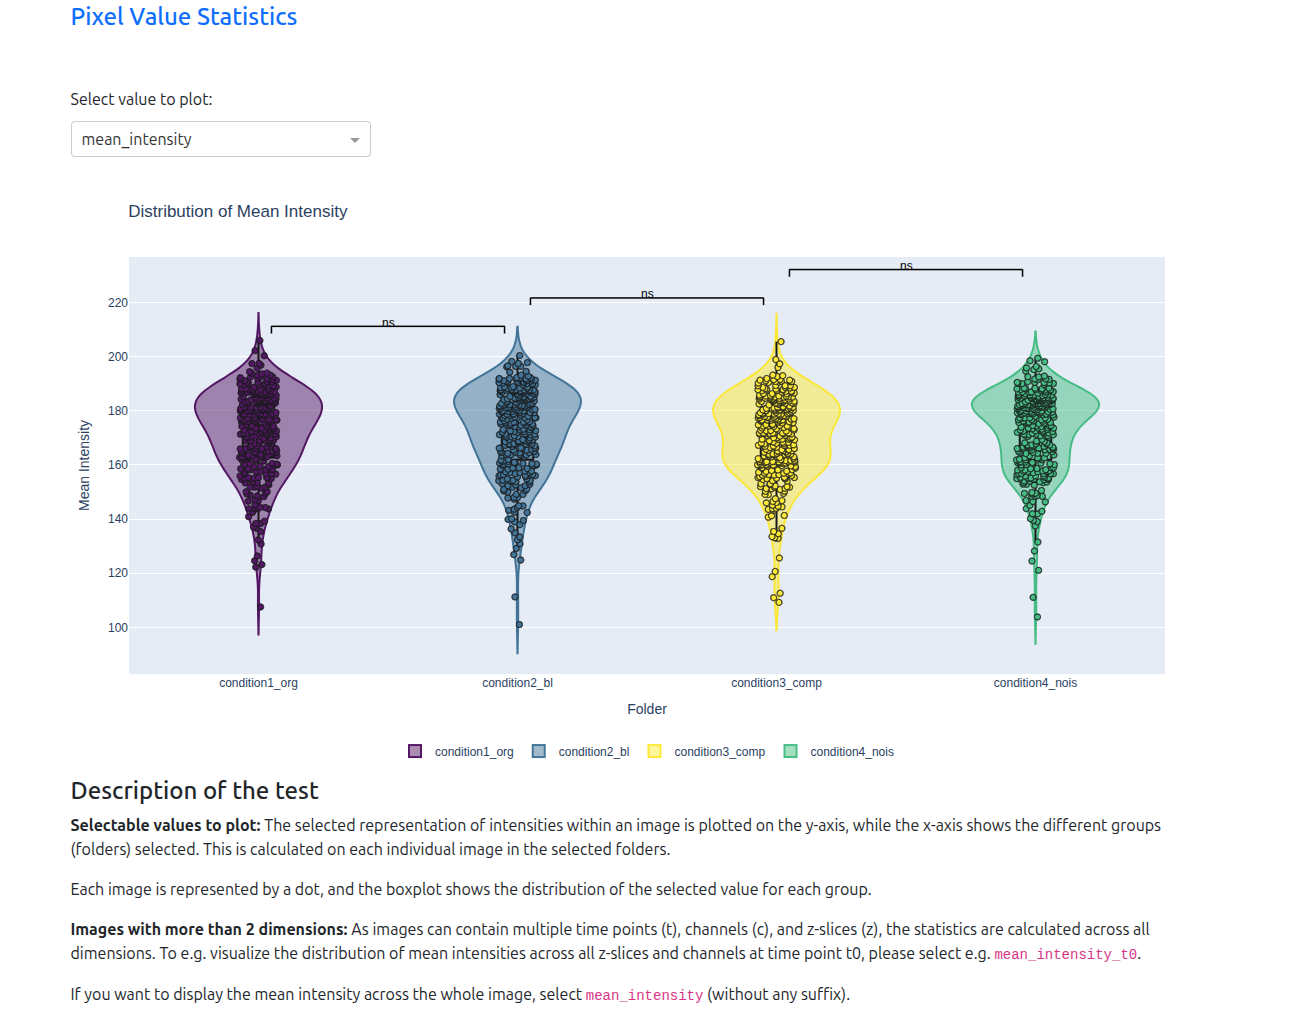 Pixel Value Statistics
Select value to plot:
mean_intensity
Distribution of Mean Intensity
ns
ns
ns
220
200
180
160
140
120
100
Mean Intensity
condition1_org
condition2_bl
condition3_comp
condition4_nois
Folder
condition1_org
condition2_bl
condition3_comp
condition4_nois
Description of the test
Selectable values to plot: The selected representation of intensities within an image is plotted on the y-axis, while the x-axis shows the different groups
(folders) selected. This is calculated on each individual image in the selected folders.
Each image is represented by a dot, and the boxplot shows the distribution of the selected value for each group.
Images with more than 2 dimensions: As images can contain multiple time points (t), channels (c), and z-slices (z), the statistics are calculated across all
dimensions. To e.g. visualize the distribution of mean intensities across all z-slices and channels at time point t0, please select e.g. mean_intensity_t0.
If you want to display the mean intensity across the whole image, select mean_intensity (without any suffix).